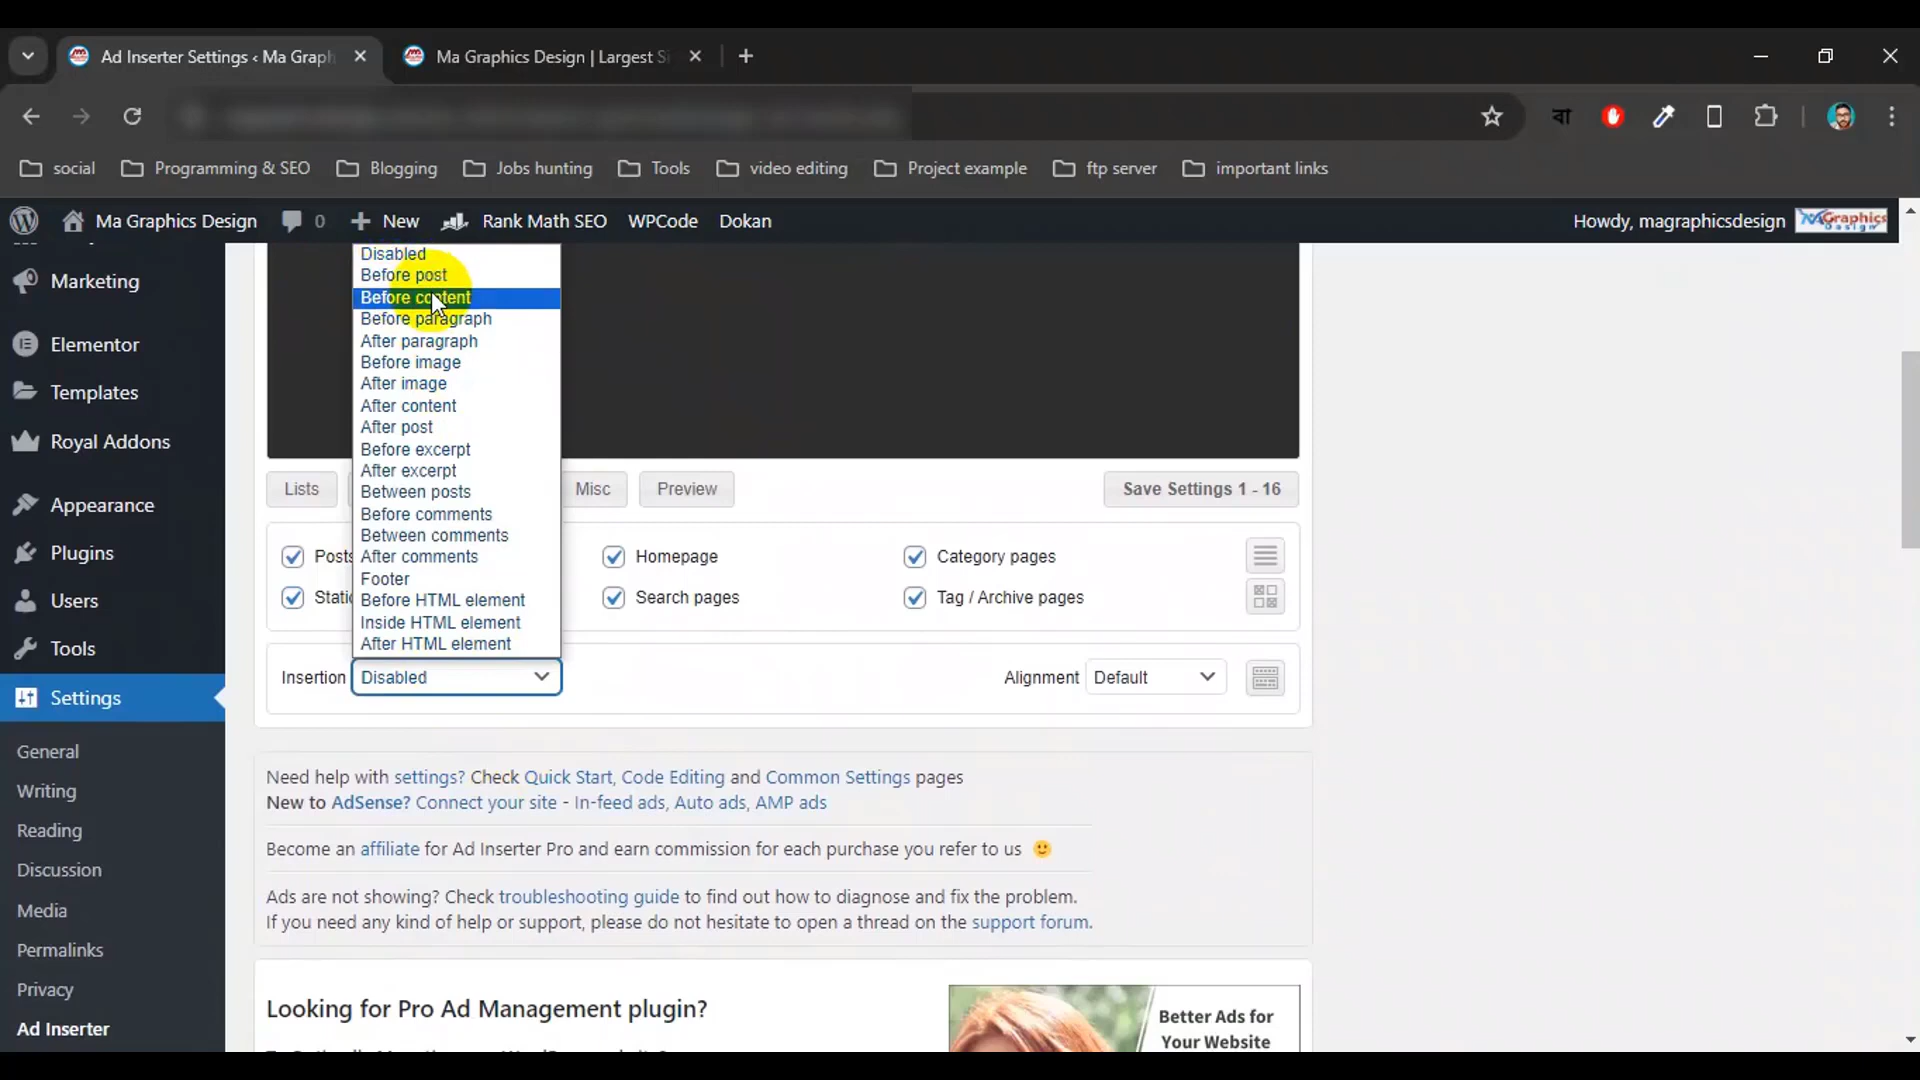 Ad Inserter Settings ‹ Ma Graph
Ma Graphics Design | Largest Si
বা
social
Programming & SEO
Blogging
Jobs hunting
Tools
video editing
Project example
ftp server
important links
Ma Graphics Design
0
New
Rank Math SEO
WPCode
Dokan
Howdy, magraphicsdesign
MAGraphics
Design
Marketing
Elementor
Templates
Royal Addons
Appearance
Plugins
Users
Tools
Settings
General
Writing
Reading
Discussion
Media
Permalinks
Privacy
Ad Inserter
Disabled
Before post
Before content
Before paragraph
After paragraph
Before image
After image
After content
After post
Before excerpt
After excerpt
Between posts
Before comments
Between comments
After comments
Footer
Before HTML element
Inside HTML element
After HTML element
Lists
Misc
Preview
Save Settings 1 - 16
Posts
Homepage
Category pages
Static
Search pages
Tag / Archive pages
Insertion
Disabled
Alignment
Default
Need help with settings? Check Quick Start, Code Editing and Common Settings pages
New to AdSense? Connect your site - In-feed ads, Auto ads, AMP ads
Become an affiliate for Ad Inserter Pro and earn commission for each purchase you refer to us
Ads are not showing? Check troubleshooting guide to find out how to diagnose and fix the problem.
If you need any kind of help or support, please do not hesitate to open a thread on the support forum.
Looking for Pro Ad Management plugin?
Better Ads for
Your Website